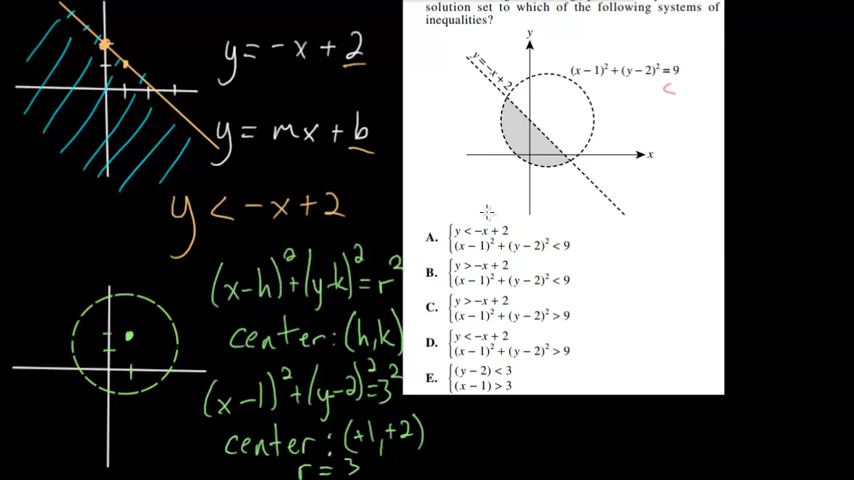 y = -x + 2
y = mx + b
y < -x + 2
(x-h)² + (y-k)² = r²
center: (h,k)
(x-1)² + (y-2)² = 3²
center: (+1,+2)
r = 3
solution set to which of the following systems of
inequalities?
y
y = -x + 2
(x - 1)² + (y - 2)² = 9
<
x
A. { y < -x + 2
(x - 1)² + (y - 2)² < 9
B. { y > -x + 2
(x - 1)² + (y - 2)² < 9
C. { y > -x + 2
(x - 1)² + (y - 2)² > 9
D. { y < -x + 2
(x - 1)² + (y - 2)² > 9
E. { (y - 2) < 3
(x - 1) > 3